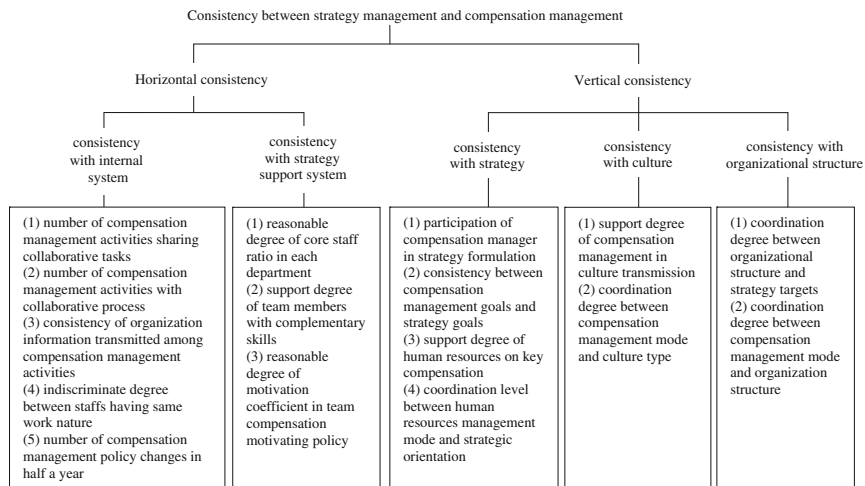 Consistency between strategy management and compensation management
Horizontal consistency
Vertical consistency
consistency
with internal
system
consistency
with strategy
support system
consistency
with strategy
consistency
with culture
consistency with
organizational structure
(1) number of compensation
management activities sharing
collaborative tasks
(2) number of compensation
management activities with
collaborative process
(3) consistency of organization
information transmitted among
compensation management
activities
(4) indiscriminate degree
between staffs having same
work nature
(5) number of compensation
management policy changes in
half a year
(1) reasonable
degree of core staff
ratio in each
department
(2) support degree
of team members
with complementary
skills
(3) reasonable
degree of
motivation
coefficient in team
compensation
motivating policy
(1) participation of
compensation manager
in strategy formulation
(2) consistency between
compensation
management goals and
strategy goals
(3) support degree of
human resources on key
compensation
(4) coordination level
between human
resources management
mode and strategic
orientation
(1) support degree
of compensation
management in
culture transmission
(2) coordination
degree between
compensation
management mode
and culture type
(1) coordination
degree between
organizational
structure and
strategy targets
(2) coordination
degree between
compensation
management mode
and organization
structure